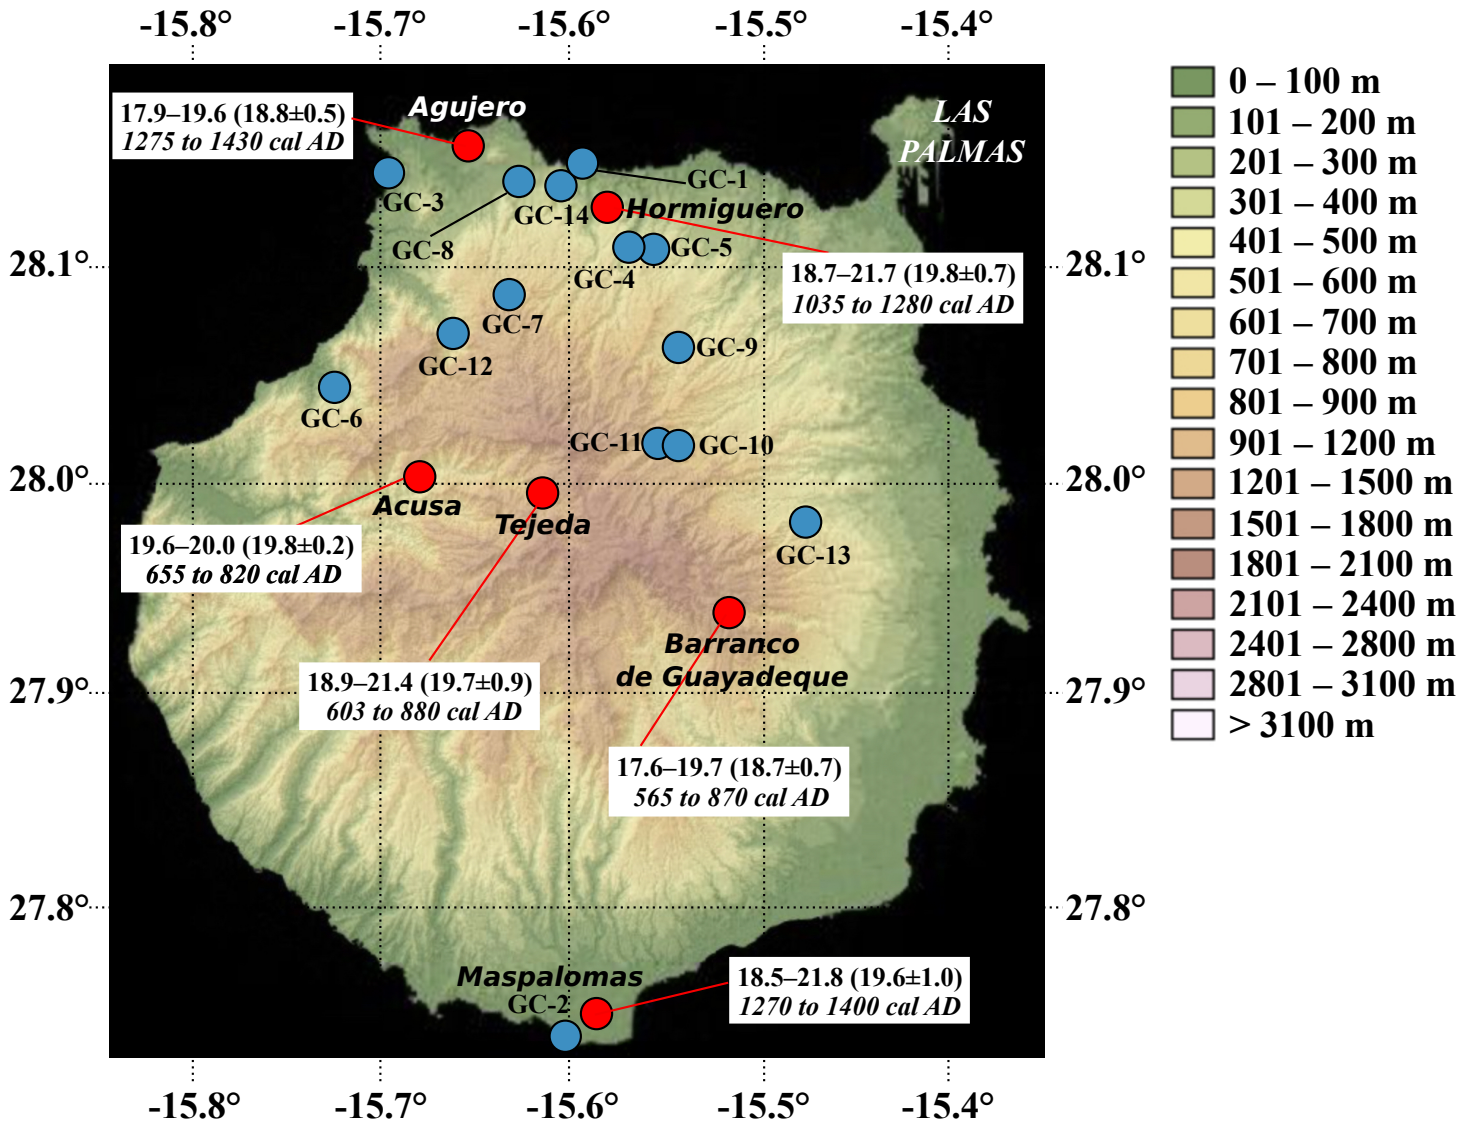 -15.8°
-15.7°
-15.6°
-15.5°
-15.4°
17.9–19.6 (18.8±0.5)
1275 to 1430 cal AD
Agujero
LAS
PALMAS
GC-3
GC-8
GC-14
GC-1
Hormiguero
GC-5
GC-4
28.1°
28.1°
18.7–21.7 (19.8±0.7)
1035 to 1280 cal AD
GC-7
GC-12
GC-9
GC-6
GC-11
GC-10
28.0°
28.0°
Acusa
Tejeda
GC-13
19.6–20.0 (19.8±0.2)
655 to 820 cal AD
Barranco
de Guayadeque
18.9–21.4 (19.7±0.9)
603 to 880 cal AD
27.9°
27.9°
17.6–19.7 (18.7±0.7)
565 to 870 cal AD
27.8°
27.8°
Maspalomas
GC-2
18.5–21.8 (19.6±1.0)
1270 to 1400 cal AD
-15.8°
-15.7°
-15.6°
-15.5°
-15.4°
0 – 100 m
101 – 200 m
201 – 300 m
301 – 400 m
401 – 500 m
501 – 600 m
601 – 700 m
701 – 800 m
801 – 900 m
901 – 1200 m
1201 – 1500 m
1501 – 1800 m
1801 – 2100 m
2101 – 2400 m
2401 – 2800 m
2801 – 3100 m
> 3100 m